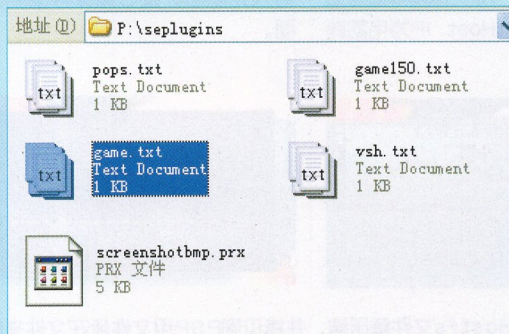 地址(D) P:\seplugins
pops.txt
Text Document
1 KB
game150.txt
Text Document
1 KB
game.txt
Text Document
1 KB
vsh.txt
Text Document
1 KB
screenshotbmp.prx
PRX 文件
5 KB